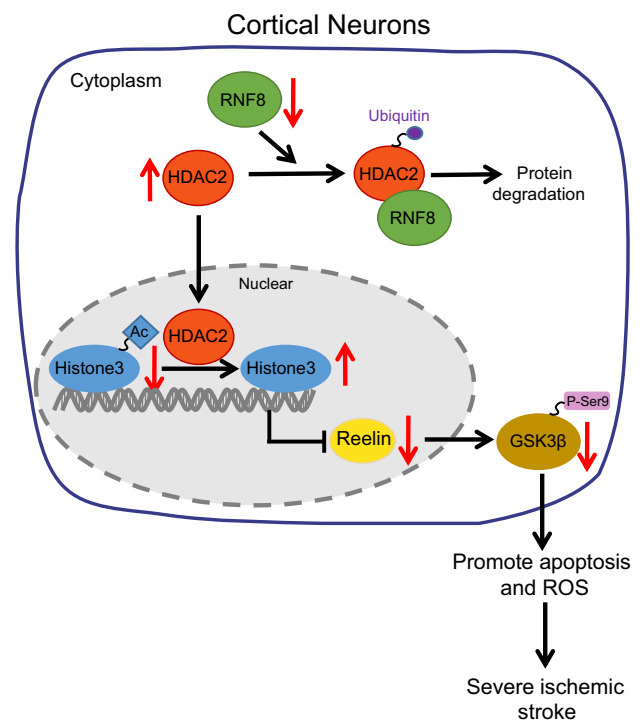 Cortical Neurons
Cytoplasm
RNF8
Ubiquitin
HDAC2
HDAC2
RNF8
Protein
degradation
Nuclear
Ac
HDAC2
Histone3
Histone3
Reelin
P-Ser9
GSK3β
Promote apoptosis
and ROS
Severe ischemic
stroke